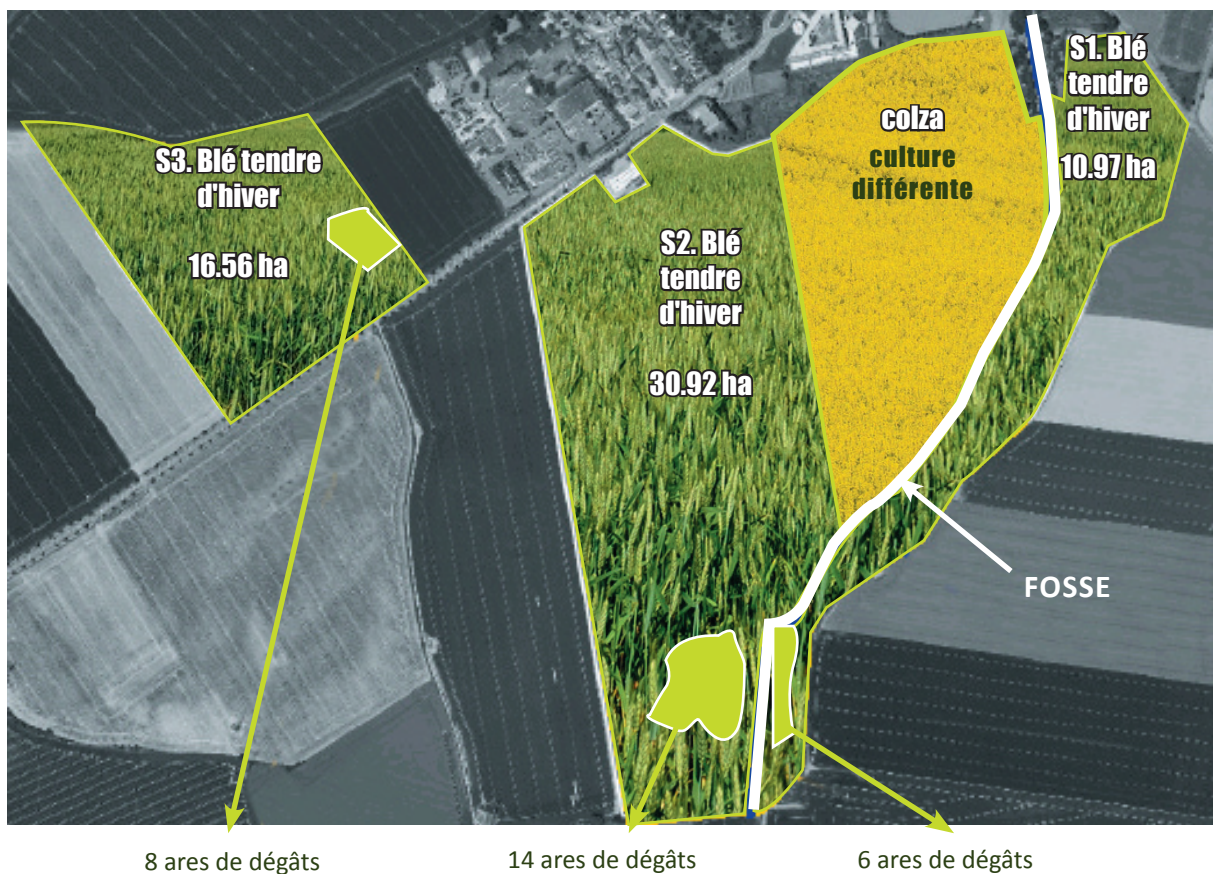 S3. Blé tendre
d'hiver
16.56 ha
S2. Blé
tendre
d'hiver
30.92 ha
colza
culture
différente
S1. Blé
tendre
d'hiver
10.97 ha
FOSSE
8 ares de dégâts
14 ares de dégâts
6 ares de dégâts